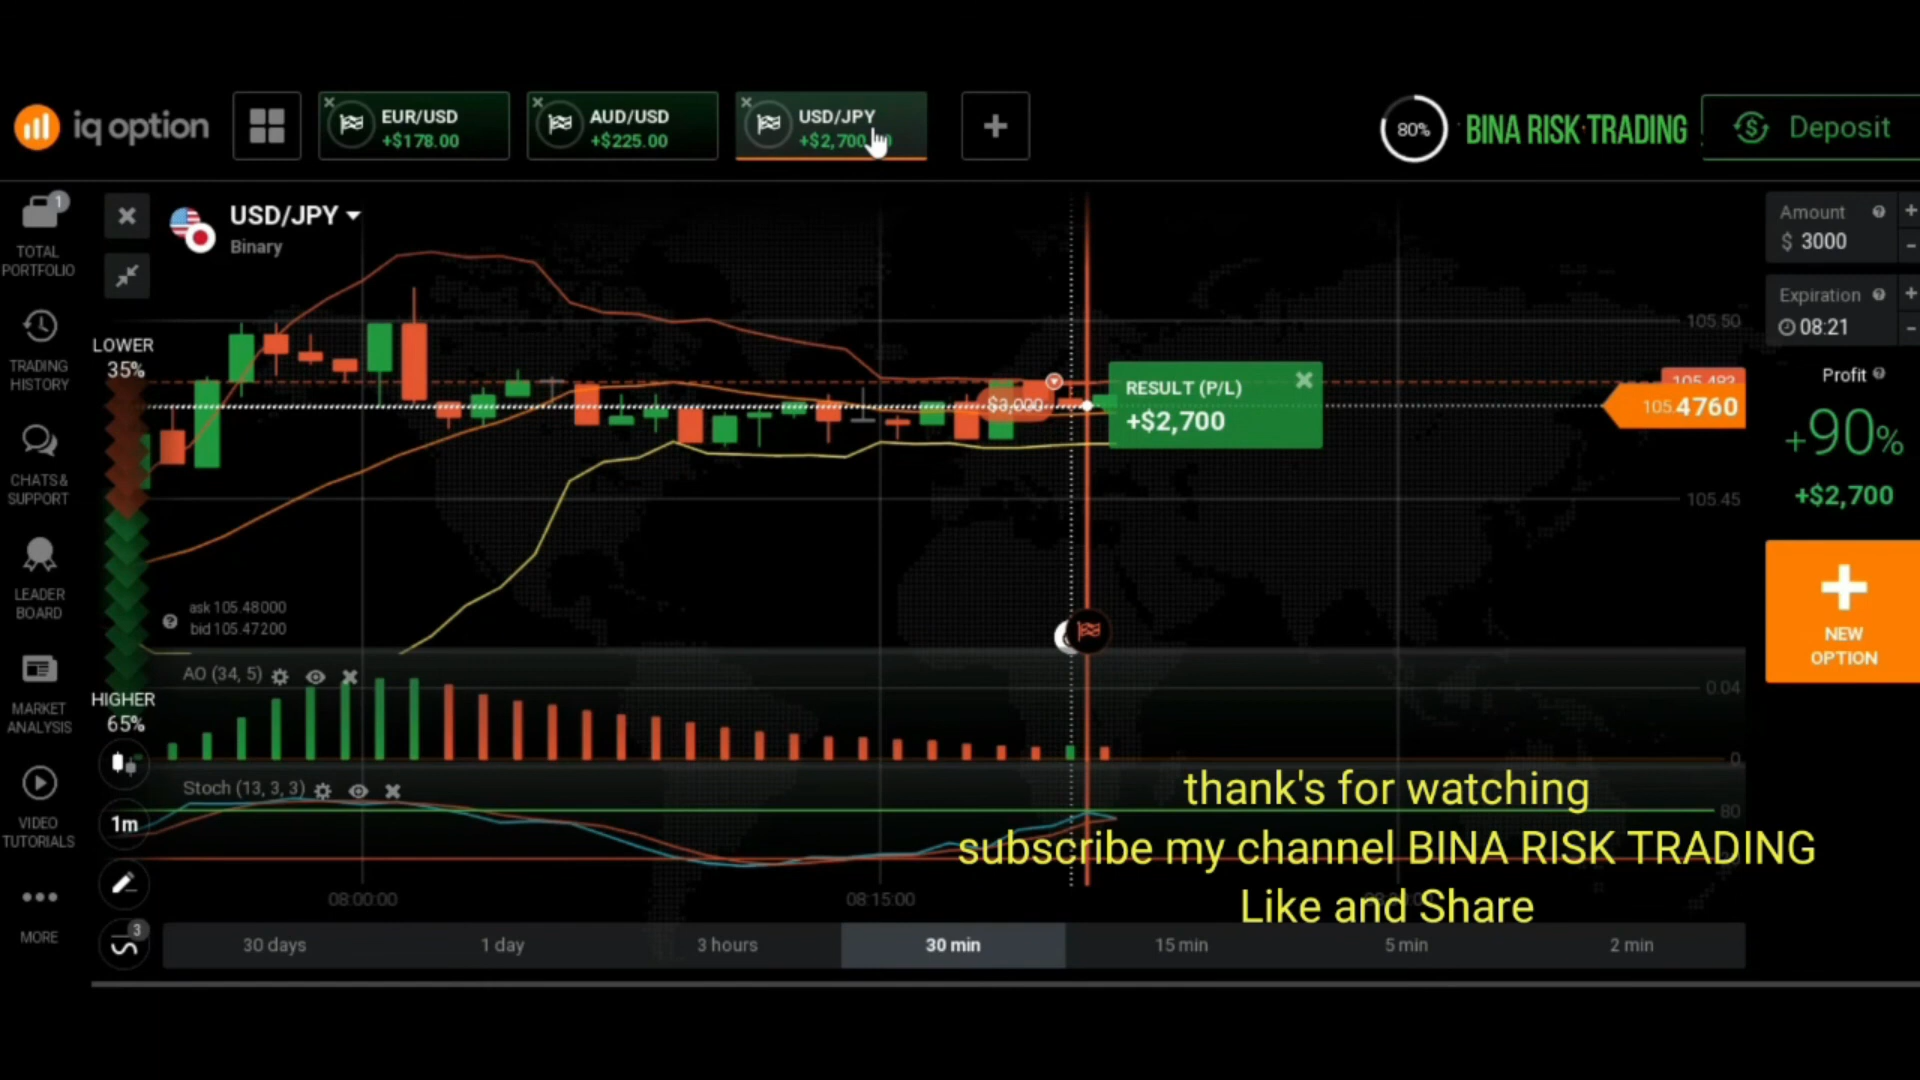 iq option
EUR/USD
+$178.00
AUD/USD
+$225.00
USD/JPY
+$2,700
80%
BINA RISK TRADING
Deposit
1
TOTAL
PORTFOLIO
TRADING
HISTORY
CHATS &
SUPPORT
LEADER
BOARD
MARKET
ANALYSIS
VIDEO
TUTORIALS
MORE
USD/JPY
Binary
LOWER
35%
HIGHER
65%
1m
3
ask 105.48000
bid 105.47200
$3,000
RESULT (P/L)
+$2,700
105.50
105.483
105.4760
105.45
AO (34, 5)
0.04
0
Stoch (13, 3, 3)
80
08:00:00
08:15:00
30 days
1 day
3 hours
30 min
15 min
5 min
2 min
Amount
$ 3000
Expiration
08:21
Profit
+90%
+$2,700
NEW
OPTION
thank's for watching
subscribe my channel BINA RISK TRADING
Like and Share